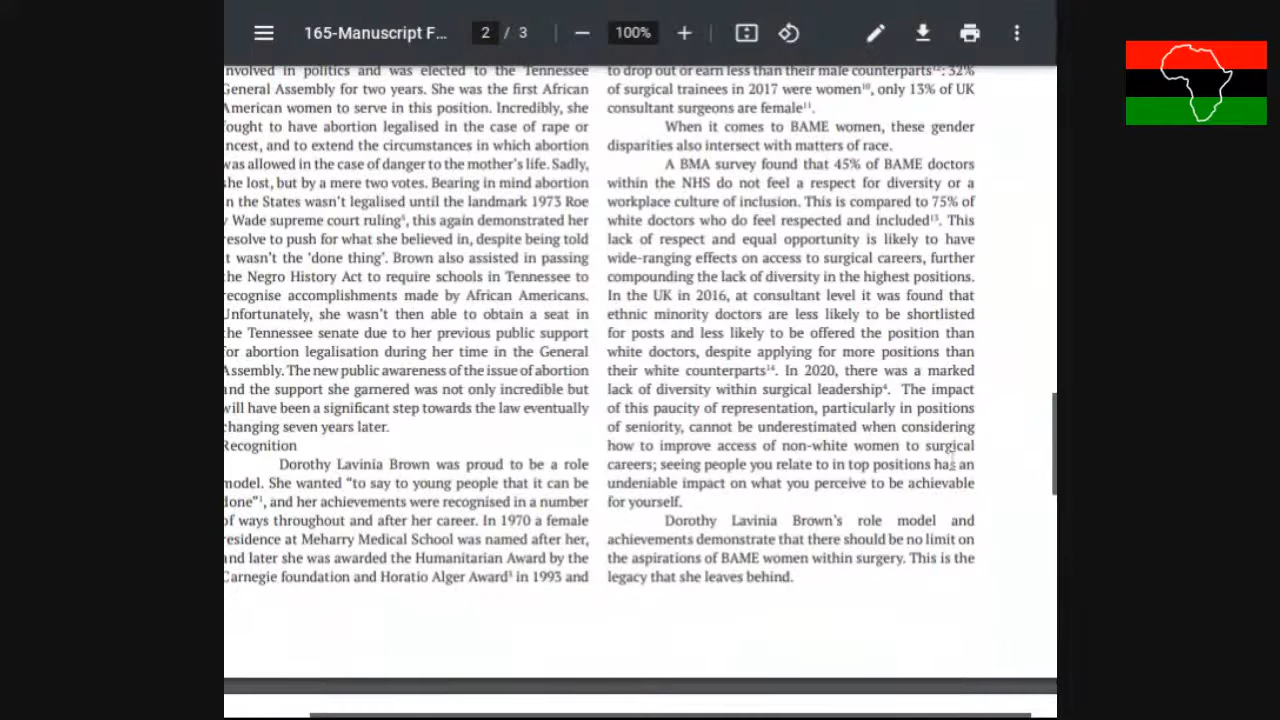 165-Manuscript F...
2 / 3
100%
involved in politics and was elected to the Tennessee
General Assembly for two years. She was the first African
American women to serve in this position. Incredibly, she
fought to have abortion legalised in the case of rape or
incest, and to extend the circumstances in which abortion
was allowed in the case of danger to the mother's life. Sadly,
she lost, but by a mere two votes. Bearing in mind abortion
in the States wasn't legalised until the landmark 1973 Roe
v Wade supreme court ruling⁵, this again demonstrated her
resolve to push for what she believed in, despite being told
it wasn't the 'done thing'. Brown also assisted in passing
the Negro History Act to require schools in Tennessee to
recognise accomplishments made by African Americans.
Unfortunately, she wasn't then able to obtain a seat in
the Tennessee senate due to her previous public support
for abortion legalisation during her time in the General
Assembly. The new public awareness of the issue of abortion
and the support she garnered was not only incredible but
will have been a significant step towards the law eventually
changing seven years later.
Recognition
Dorothy Lavinia Brown was proud to be a role
model. She wanted "to say to young people that it can be
done"¹, and her achievements were recognised in a number
of ways throughout and after her career. In 1970 a female
residence at Meharry Medical School was named after her,
and later she was awarded the Humanitarian Award by the
Carnegie foundation and Horatio Alger Award³ in 1993 and
to drop out or earn less than their male counterparts¹²: 32%
of surgical trainees in 2017 were women¹⁰, only 13% of UK
consultant surgeons are female¹¹.
When it comes to BAME women, these gender
disparities also intersect with matters of race.
A BMA survey found that 45% of BAME doctors
within the NHS do not feel a respect for diversity or a
workplace culture of inclusion. This is compared to 75% of
white doctors who do feel respected and included¹³. This
lack of respect and equal opportunity is likely to have
wide-ranging effects on access to surgical careers, further
compounding the lack of diversity in the highest positions.
In the UK in 2016, at consultant level it was found that
ethnic minority doctors are less likely to be shortlisted
for posts and less likely to be offered the position than
white doctors, despite applying for more positions than
their white counterparts¹⁴. In 2020, there was a marked
lack of diversity within surgical leadership⁴. The impact
of this paucity of representation, particularly in positions
of seniority, cannot be underestimated when considering
how to improve access of non-white women to surgical
careers; seeing people you relate to in top positions has an
undeniable impact on what you perceive to be achievable
for yourself.
Dorothy Lavinia Brown's role model and
achievements demonstrate that there should be no limit on
the aspirations of BAME women within surgery. This is the
legacy that she leaves behind.